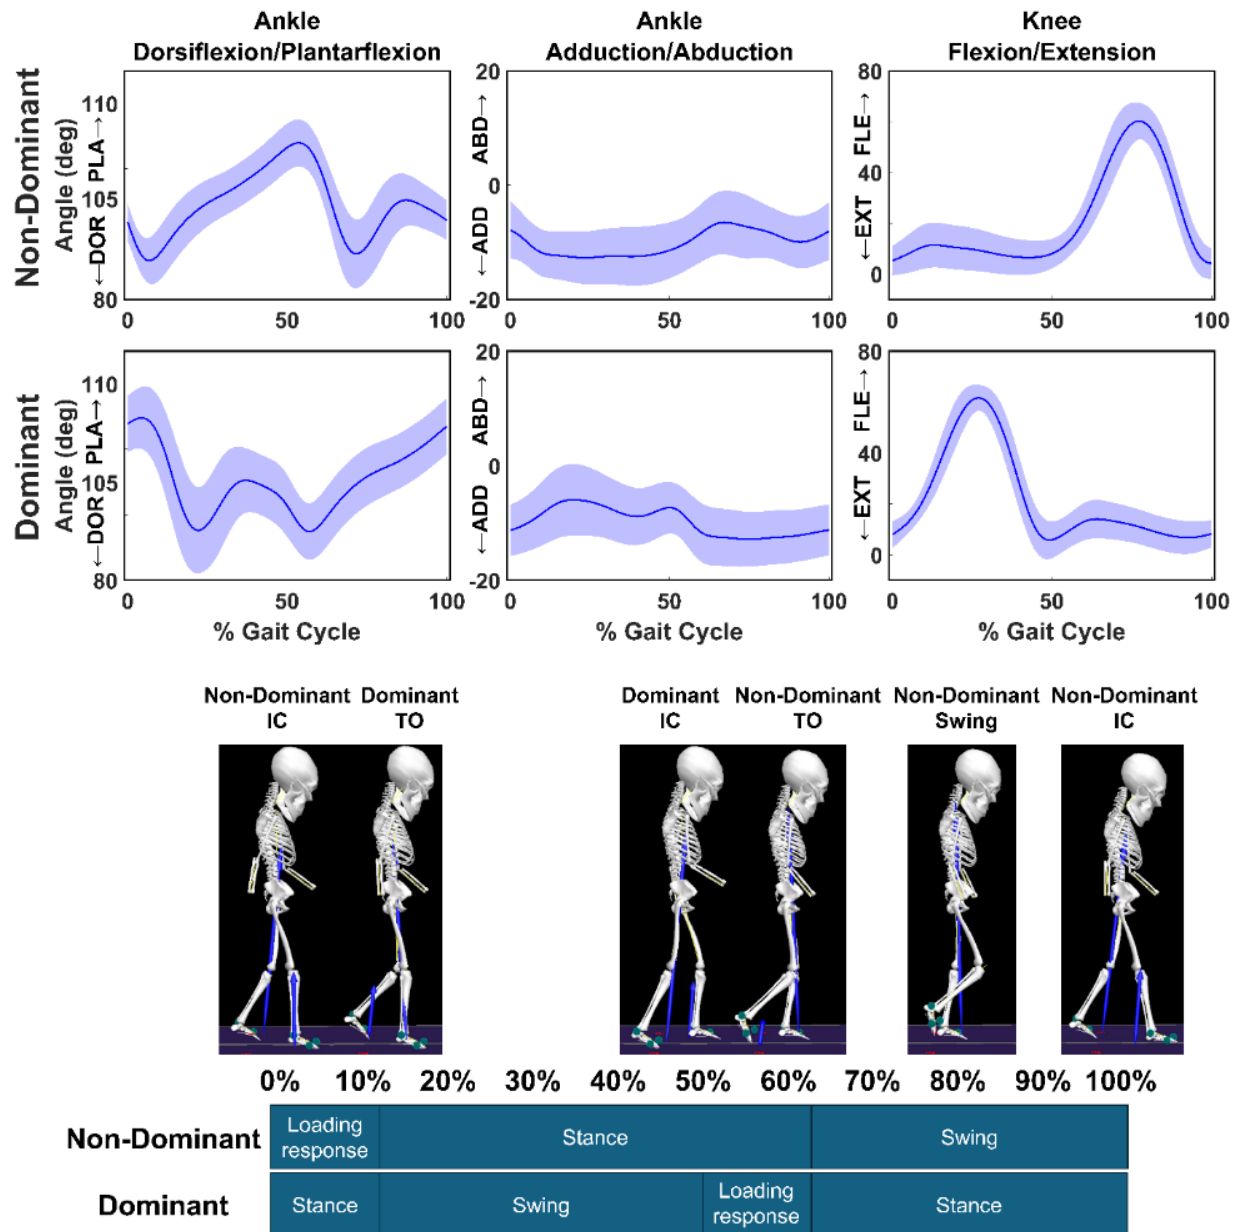 Ankle
Dorsiflexion/Plantarflexion
Ankle
Adduction/Abduction
Knee
Flexion/Extension
Non-Dominant
Angle (deg)
←DOR PLA→
110
105
80
0 50 100
←ADD ABD→
20
0
-20
0 50 100
←EXT FLE→
80
40
0
0 50 100
Dominant
Angle (deg)
←DOR PLA→
110
105
80
0 50 100
% Gait Cycle
←ADD ABD→
20
0
-20
0 50 100
% Gait Cycle
←EXT FLE→
80
40
0
0 50 100
% Gait Cycle
Non-Dominant
IC
Dominant
TO
Dominant
IC
Non-Dominant
TO
Non-Dominant
Swing
Non-Dominant
IC
0% 10% 20% 30% 40% 50% 60% 70% 80% 90% 100%
Non-Dominant
Loading
response
Stance
Swing
Dominant
Stance
Swing
Loading
response
Stance